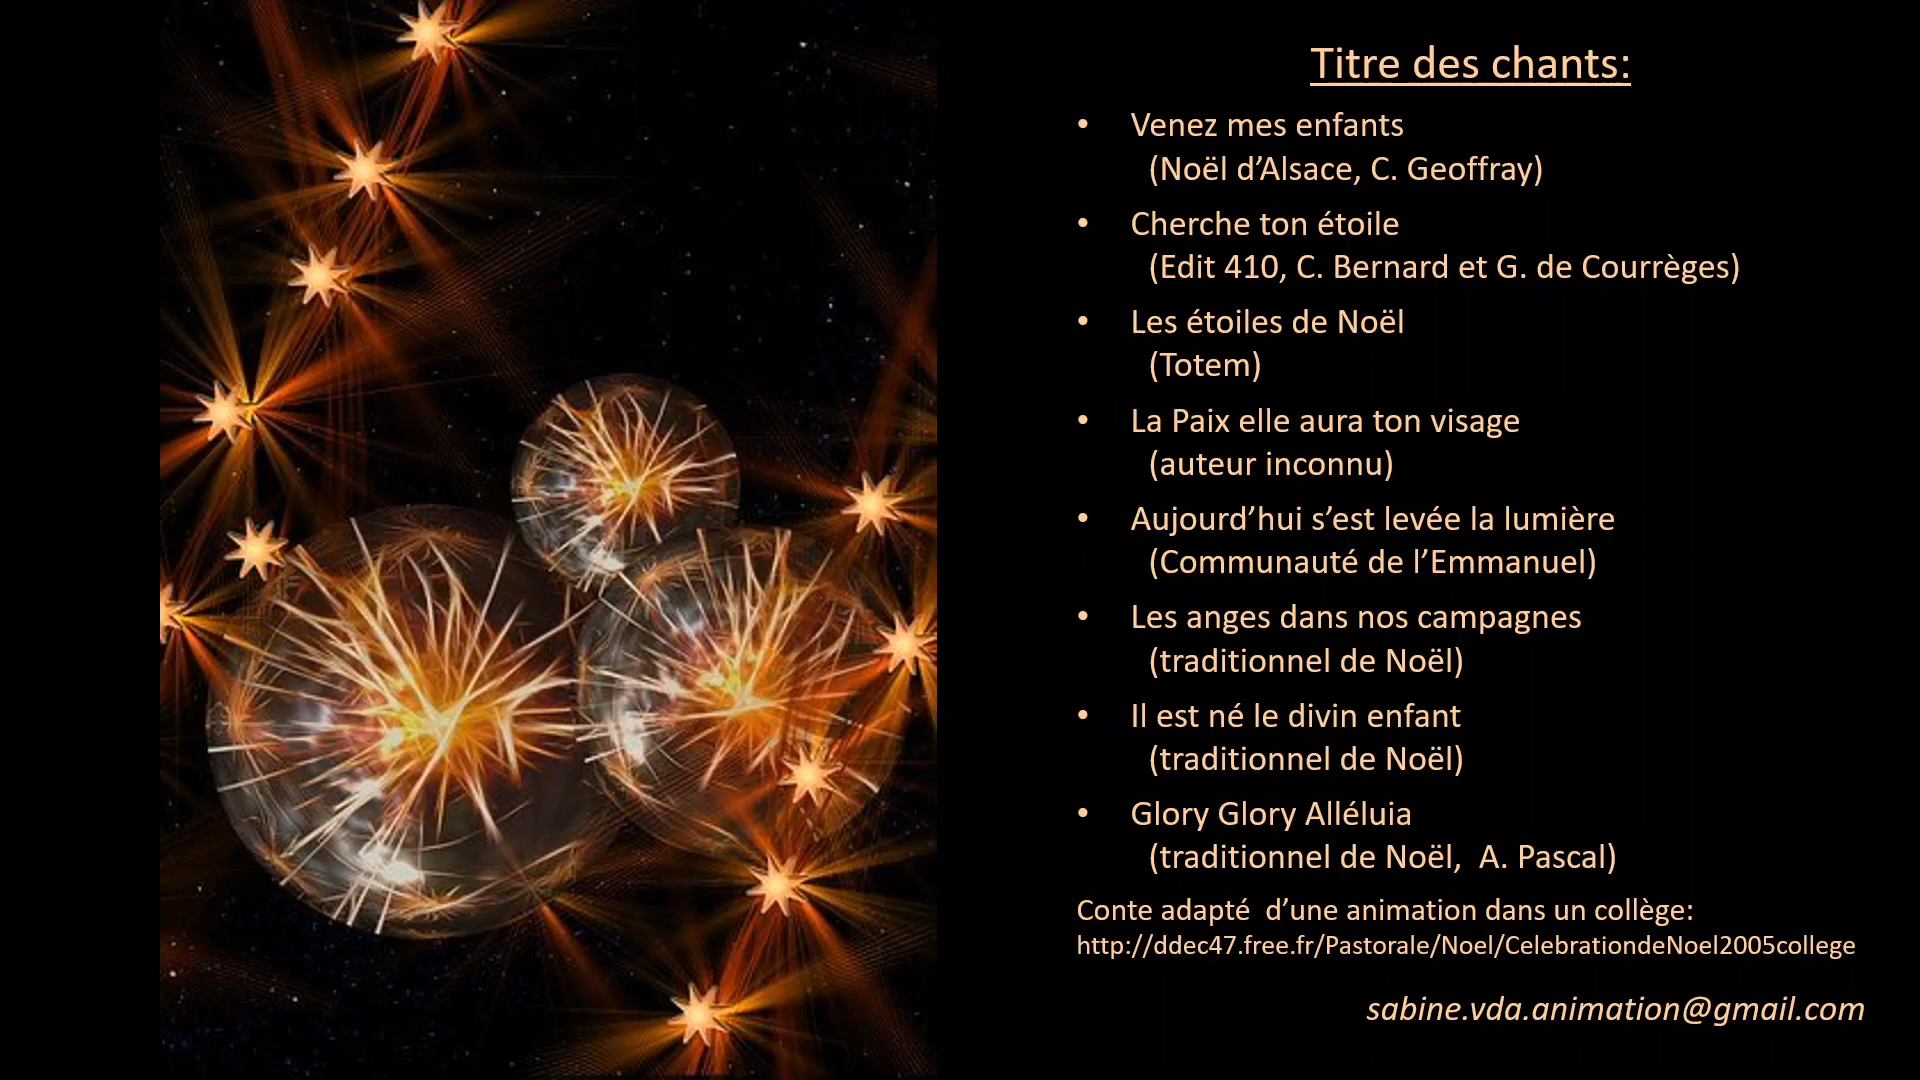 Titre des chants:
• Venez mes enfants
(Noël d’Alsace, C. Geoffray)
• Cherche ton étoile
(Edit 410, C. Bernard et G. de Courrèges)
• Les étoiles de Noël
(Totem)
• La Paix elle aura ton visage
(auteur inconnu)
• Aujourd’hui s’est levée la lumière
(Communauté de l’Emmanuel)
• Les anges dans nos campagnes
(traditionnel de Noël)
• Il est né le divin enfant
(traditionnel de Noël)
• Glory Glory Alléluia
(traditionnel de Noël,  A. Pascal)
Conte adapté  d’une animation dans un collège:
http://ddec47.free.fr/Pastorale/Noel/CelebrationdeNoel2005college
sabine.vda.animation@gmail.com